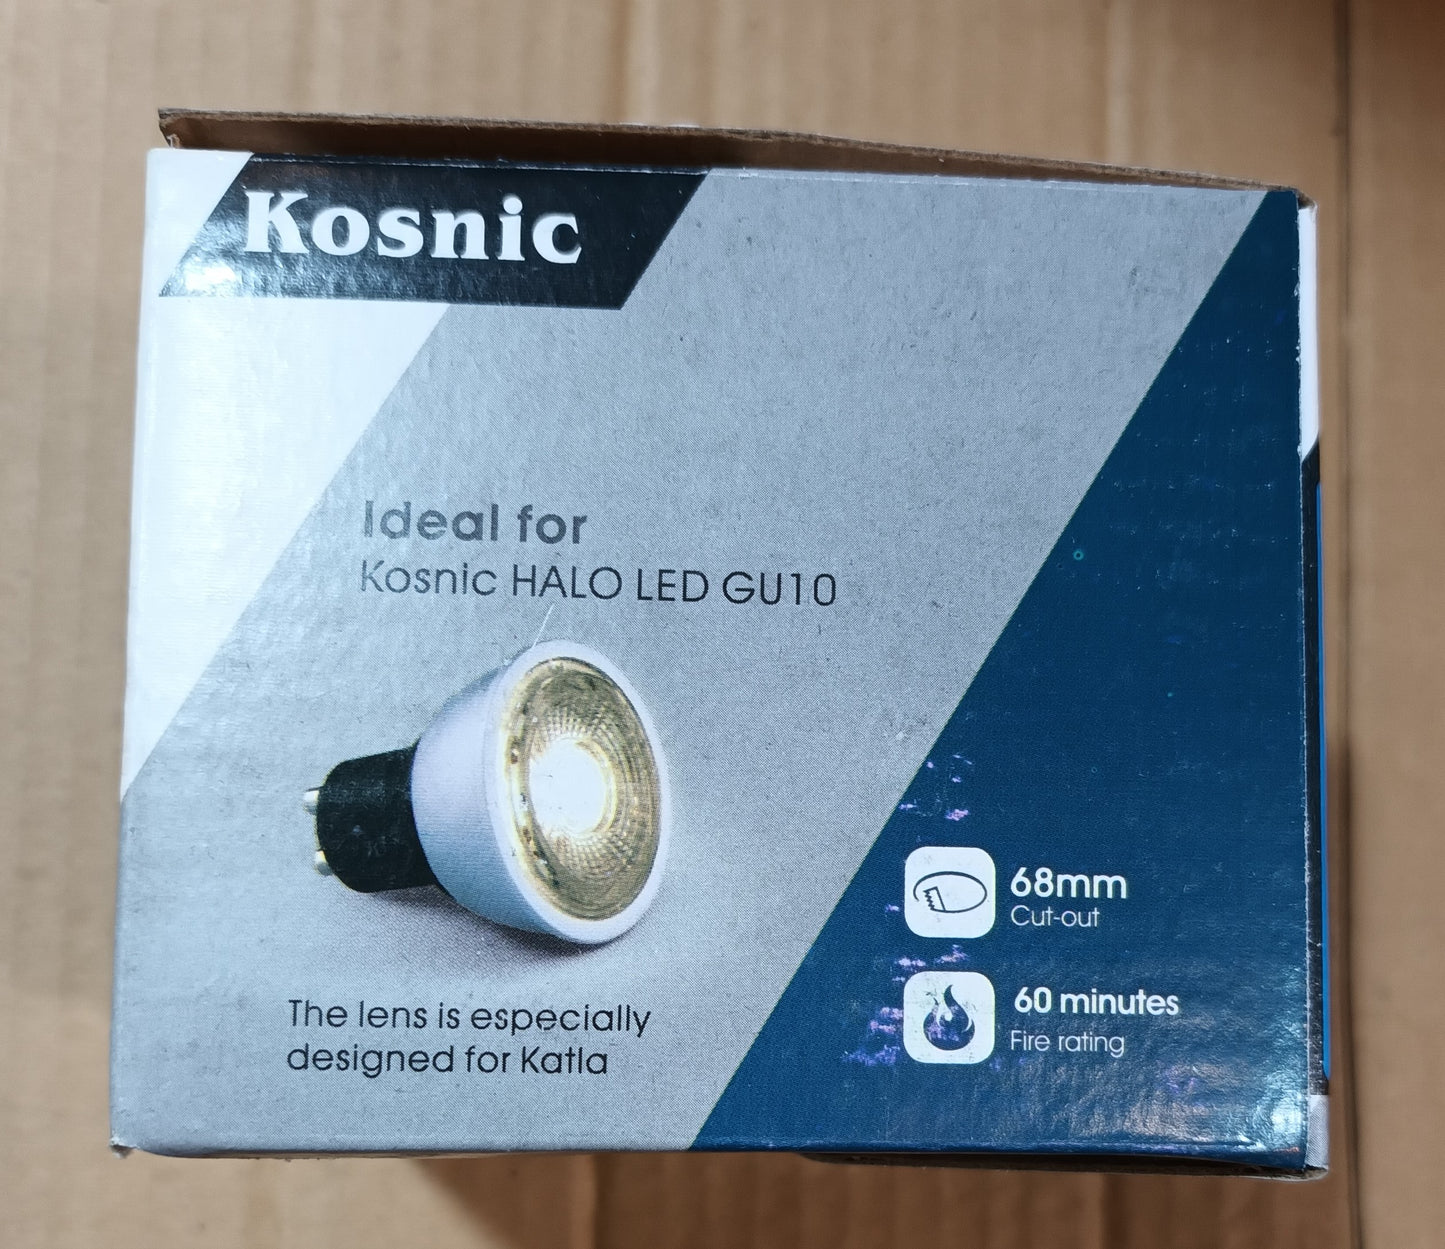 Kosnic
Ideal for
Kosnic HALO LED GU10
The lens is especially
designed for Katla
68mm
Cut-out
60 minutes
Fire rating